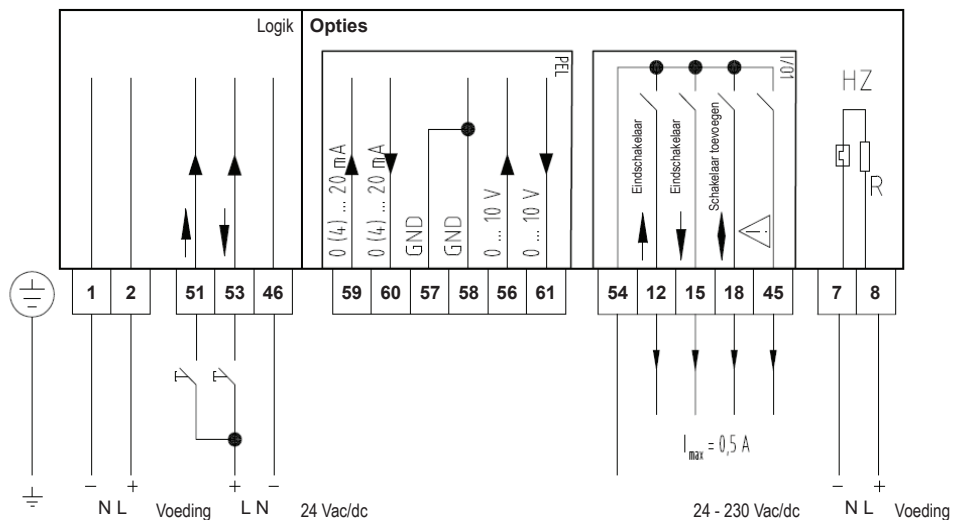 Logik
Opties
PEL
I/O1
HZ
R
0 (4) ... 20 mA
0 (4) ... 20 mA
GND
GND
0 ... 10 V
0 ... 10 V
Eindschakelaar
Eindschakelaar
Schakelaar toevoegen
!
1 2 51 53 46 59 60 57 58 56 61 54 12 15 18 45 7 8
Imax = 0,5 A
− + + − − +
N L Voeding L N 24 Vac/dc 24 - 230 Vac/dc N L Voeding